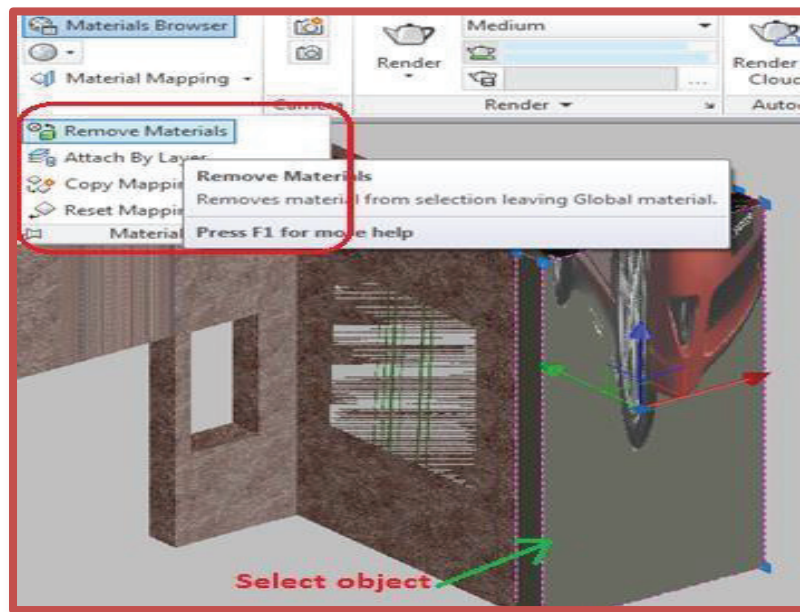 Materials Browser
Medium
Material Mapping
Render
Render
Cloud
Camera
Render
Remove Materials
Attach By Layer
Copy Mappin
Reset Mappin
Material
Remove Materials
Removes material from selection leaving Global material.
Press F1 for more help
Select object